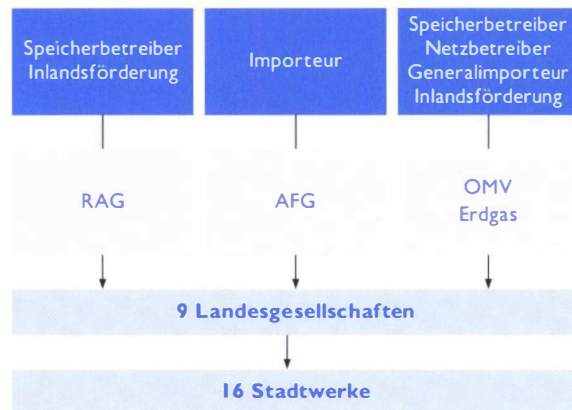 Speicherbetreiber
Inlandsförderung
Importeur
Speicherbetreiber
Netzbetreiber
Generalimporteur
Inlandsförderung
RAG
AFG
OMV
Erdgas
9 Landesgesellschaften
16 Stadtwerke